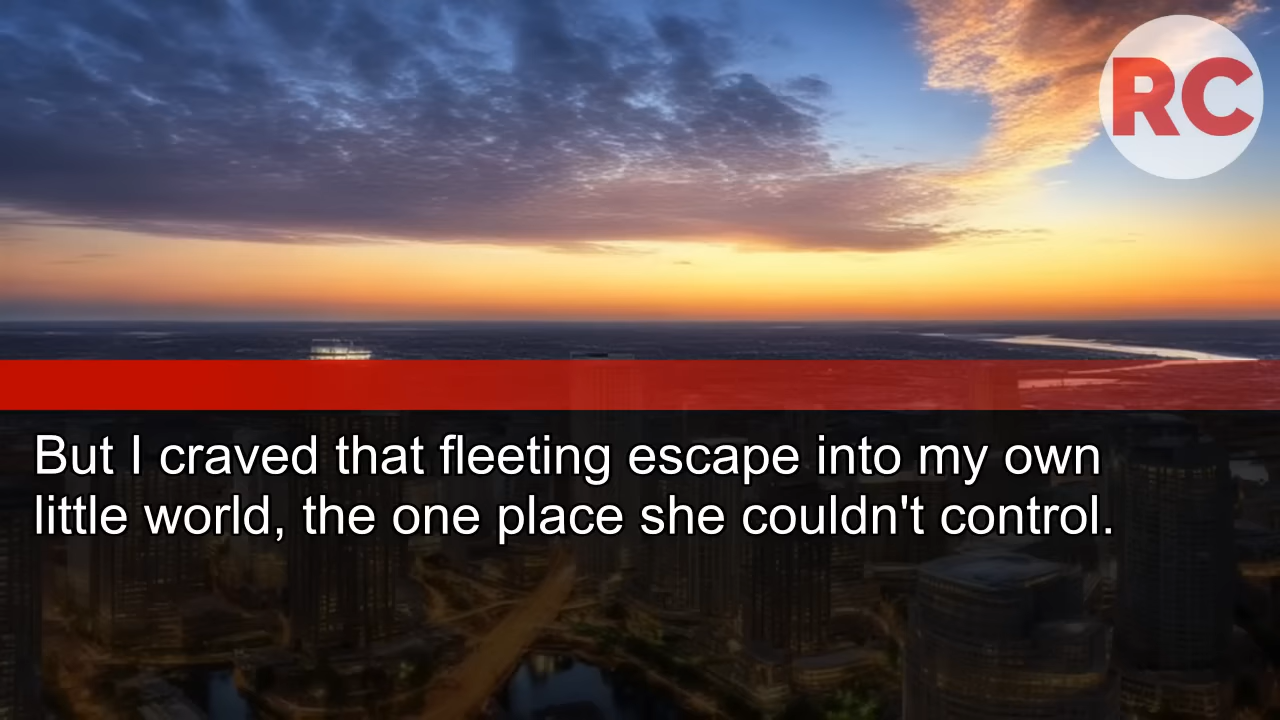 RC
But I craved that fleeting escape into my own
little world, the one place she couldn't control.